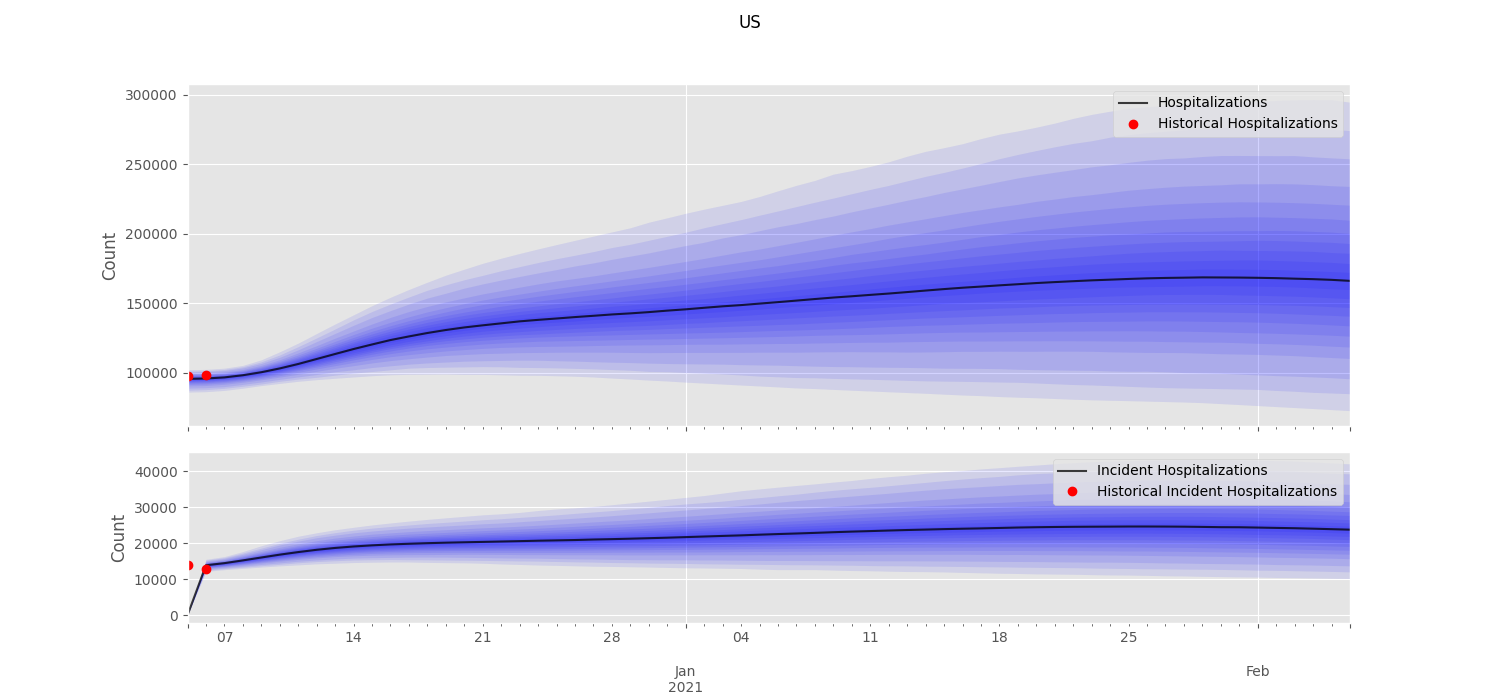 US
300000
250000
200000
150000
100000
Count
Hospitalizations
Historical Hospitalizations
40000
30000
20000
10000
0
Count
Incident Hospitalizations
Historical Incident Hospitalizations
07 14 21 28 04 11 18 25
Jan Feb
2021